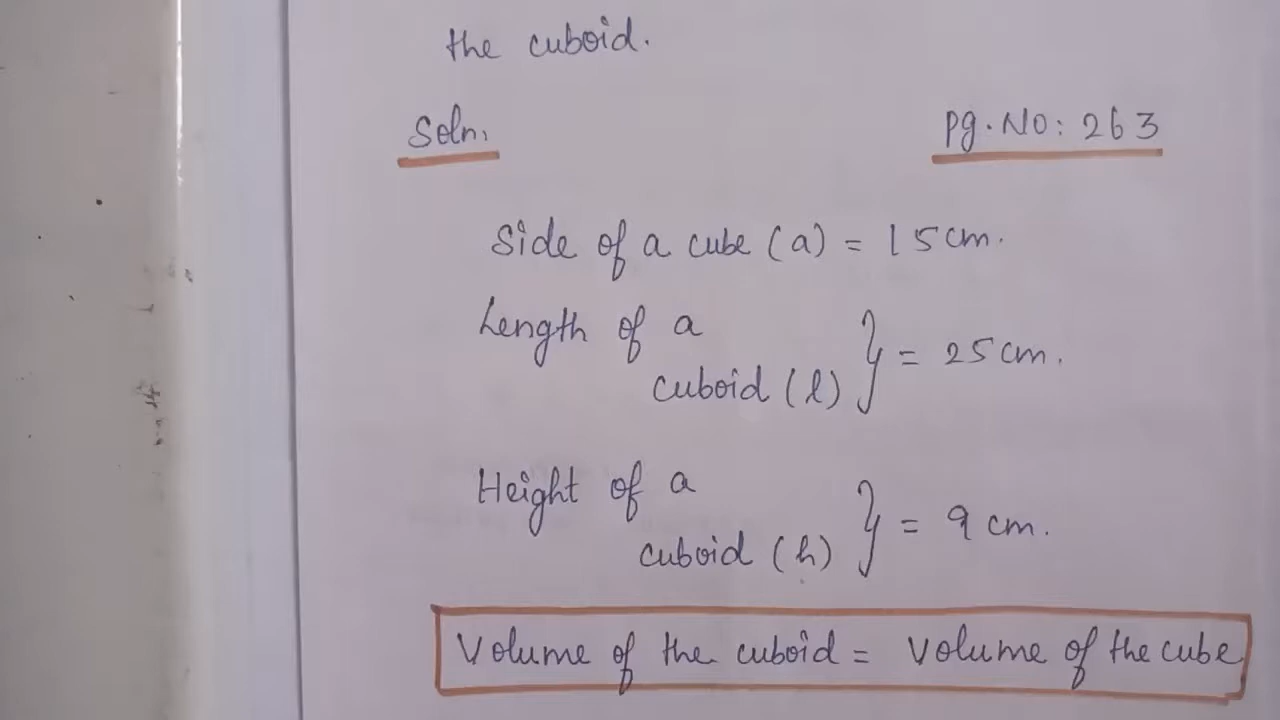 the cuboid.
Soln,
Pg. No: 263
Side of a cube (a) = 15 cm.
Length of a
cuboid (l) } = 25 cm.
Height of a
cuboid (h) } = 9 cm.
Volume of the cuboid = Volume of the cube